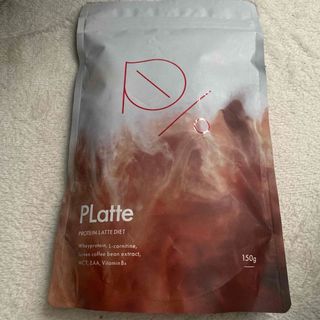 PLatte
PROTEIN LATTE DIET
Wheyprotein, L-carnitine,
Green coffee bean extract,
MCT, EAA, Vitamin B₆
150g